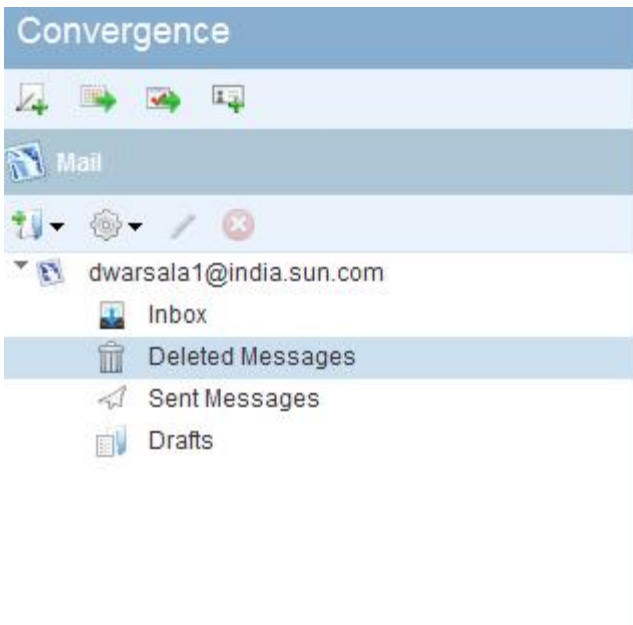 Convergence
Mail
dwarsala1@india.sun.com
Inbox
Deleted Messages
Sent Messages
Drafts